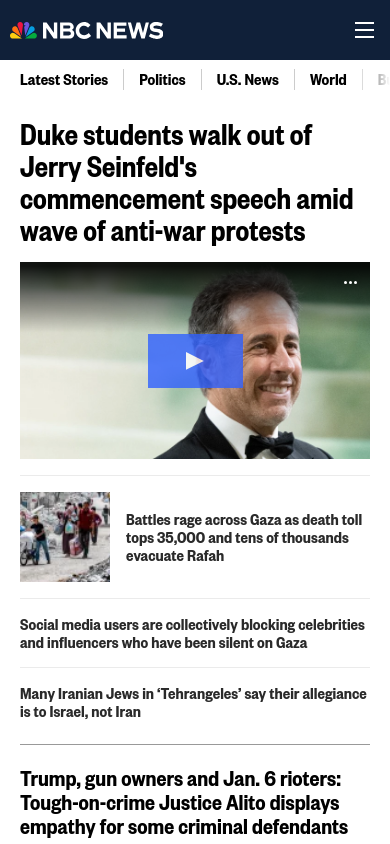 NBC NEWS
Latest Stories
Politics
U.S. News
World
Duke students walk out of
Jerry Seinfeld's
commencement speech amid
wave of anti-war protests
Battles rage across Gaza as death toll
tops 35,000 and tens of thousands
evacuate Rafah
Social media users are collectively blocking celebrities
and influencers who have been silent on Gaza
Many Iranian Jews in ‘Tehrangeles’ say their allegiance
is to Israel, not Iran
Trump, gun owners and Jan. 6 rioters:
Tough-on-crime Justice Alito displays
empathy for some criminal defendants